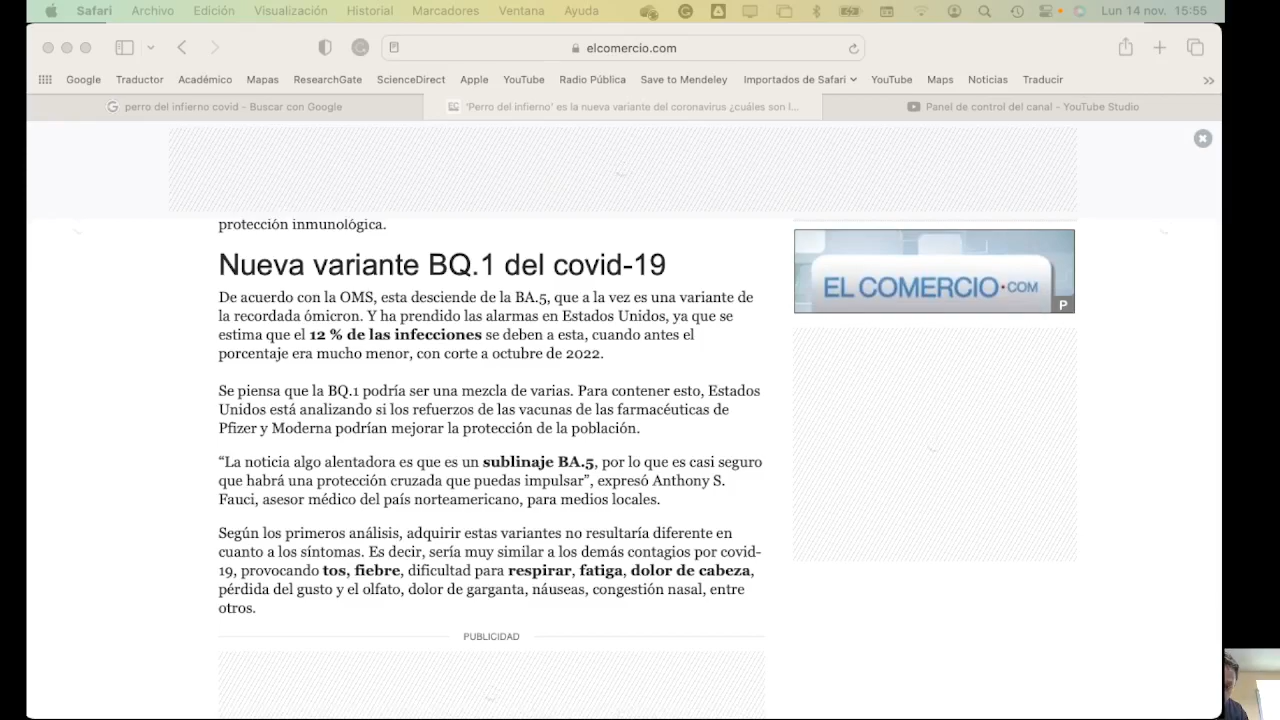 Safari Archivo Edición Visualización Historial Marcadores Ventana Ayuda Lun 14 nov. 15:55
elcomercio.com
Google Traductor Académico Mapas ResearchGate ScienceDirect Apple YouTube Radio Pública Save to Mendeley Importados de Safari YouTube Maps Noticias Traducir
perro del infierno covid - Buscar con Google
EC 'Perro del infierno' es la nueva variante del coronavirus ¿cuáles son l...
Panel de control del canal - YouTube Studio
protección inmunológica.
Nueva variante BQ.1 del covid-19
De acuerdo con la OMS, esta desciende de la BA.5, que a la vez es una variante de
la recordada ómicron. Y ha prendido las alarmas en Estados Unidos, ya que se
estima que el 12 % de las infecciones se deben a esta, cuando antes el
porcentaje era mucho menor, con corte a octubre de 2022.
Se piensa que la BQ.1 podría ser una mezcla de varias. Para contener esto, Estados
Unidos está analizando si los refuerzos de las vacunas de las farmacéuticas de
Pfizer y Moderna podrían mejorar la protección de la población.
“La noticia algo alentadora es que es un sublinaje BA.5, por lo que es casi seguro
que habrá una protección cruzada que puedas impulsar”, expresó Anthony S.
Fauci, asesor médico del país norteamericano, para medios locales.
Según los primeros análisis, adquirir estas variantes no resultaría diferente en
cuanto a los síntomas. Es decir, sería muy similar a los demás contagios por covid-
19, provocando tos, fiebre, dificultad para respirar, fatiga, dolor de cabeza,
pérdida del gusto y el olfato, dolor de garganta, náuseas, congestión nasal, entre
otros.
PUBLICIDAD
EL COMERCIO.COM
P